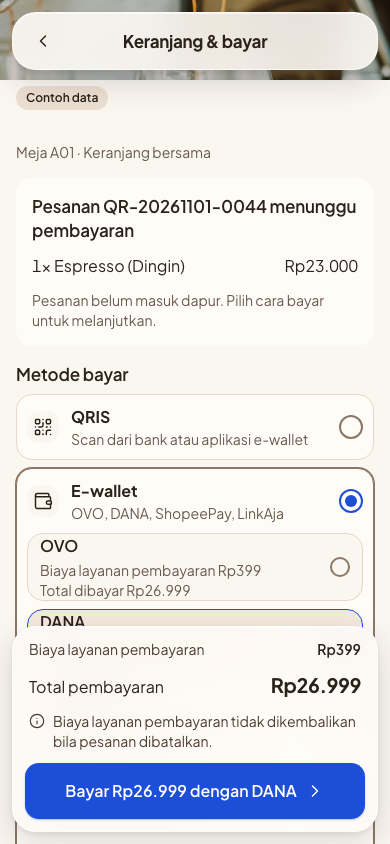 Keranjang & bayar
Contoh data
Meja A01 · Keranjang bersama
Pesanan QR-20261101-0044 menunggu
pembayaran
1× Espresso (Dingin) Rp23.000
Pesanan belum masuk dapur. Pilih cara bayar
untuk melanjutkan.
Metode bayar
QRIS
Scan dari bank atau aplikasi e-wallet
E-wallet
OVO, DANA, ShopeePay, LinkAja
OVO
Biaya layanan pembayaran Rp399
Total dibayar Rp26.999
DANA
Biaya layanan pembayaran Rp399
Total pembayaran Rp26.999
Biaya layanan pembayaran tidak dikembalikan
bila pesanan dibatalkan.
Bayar Rp26.999 dengan DANA